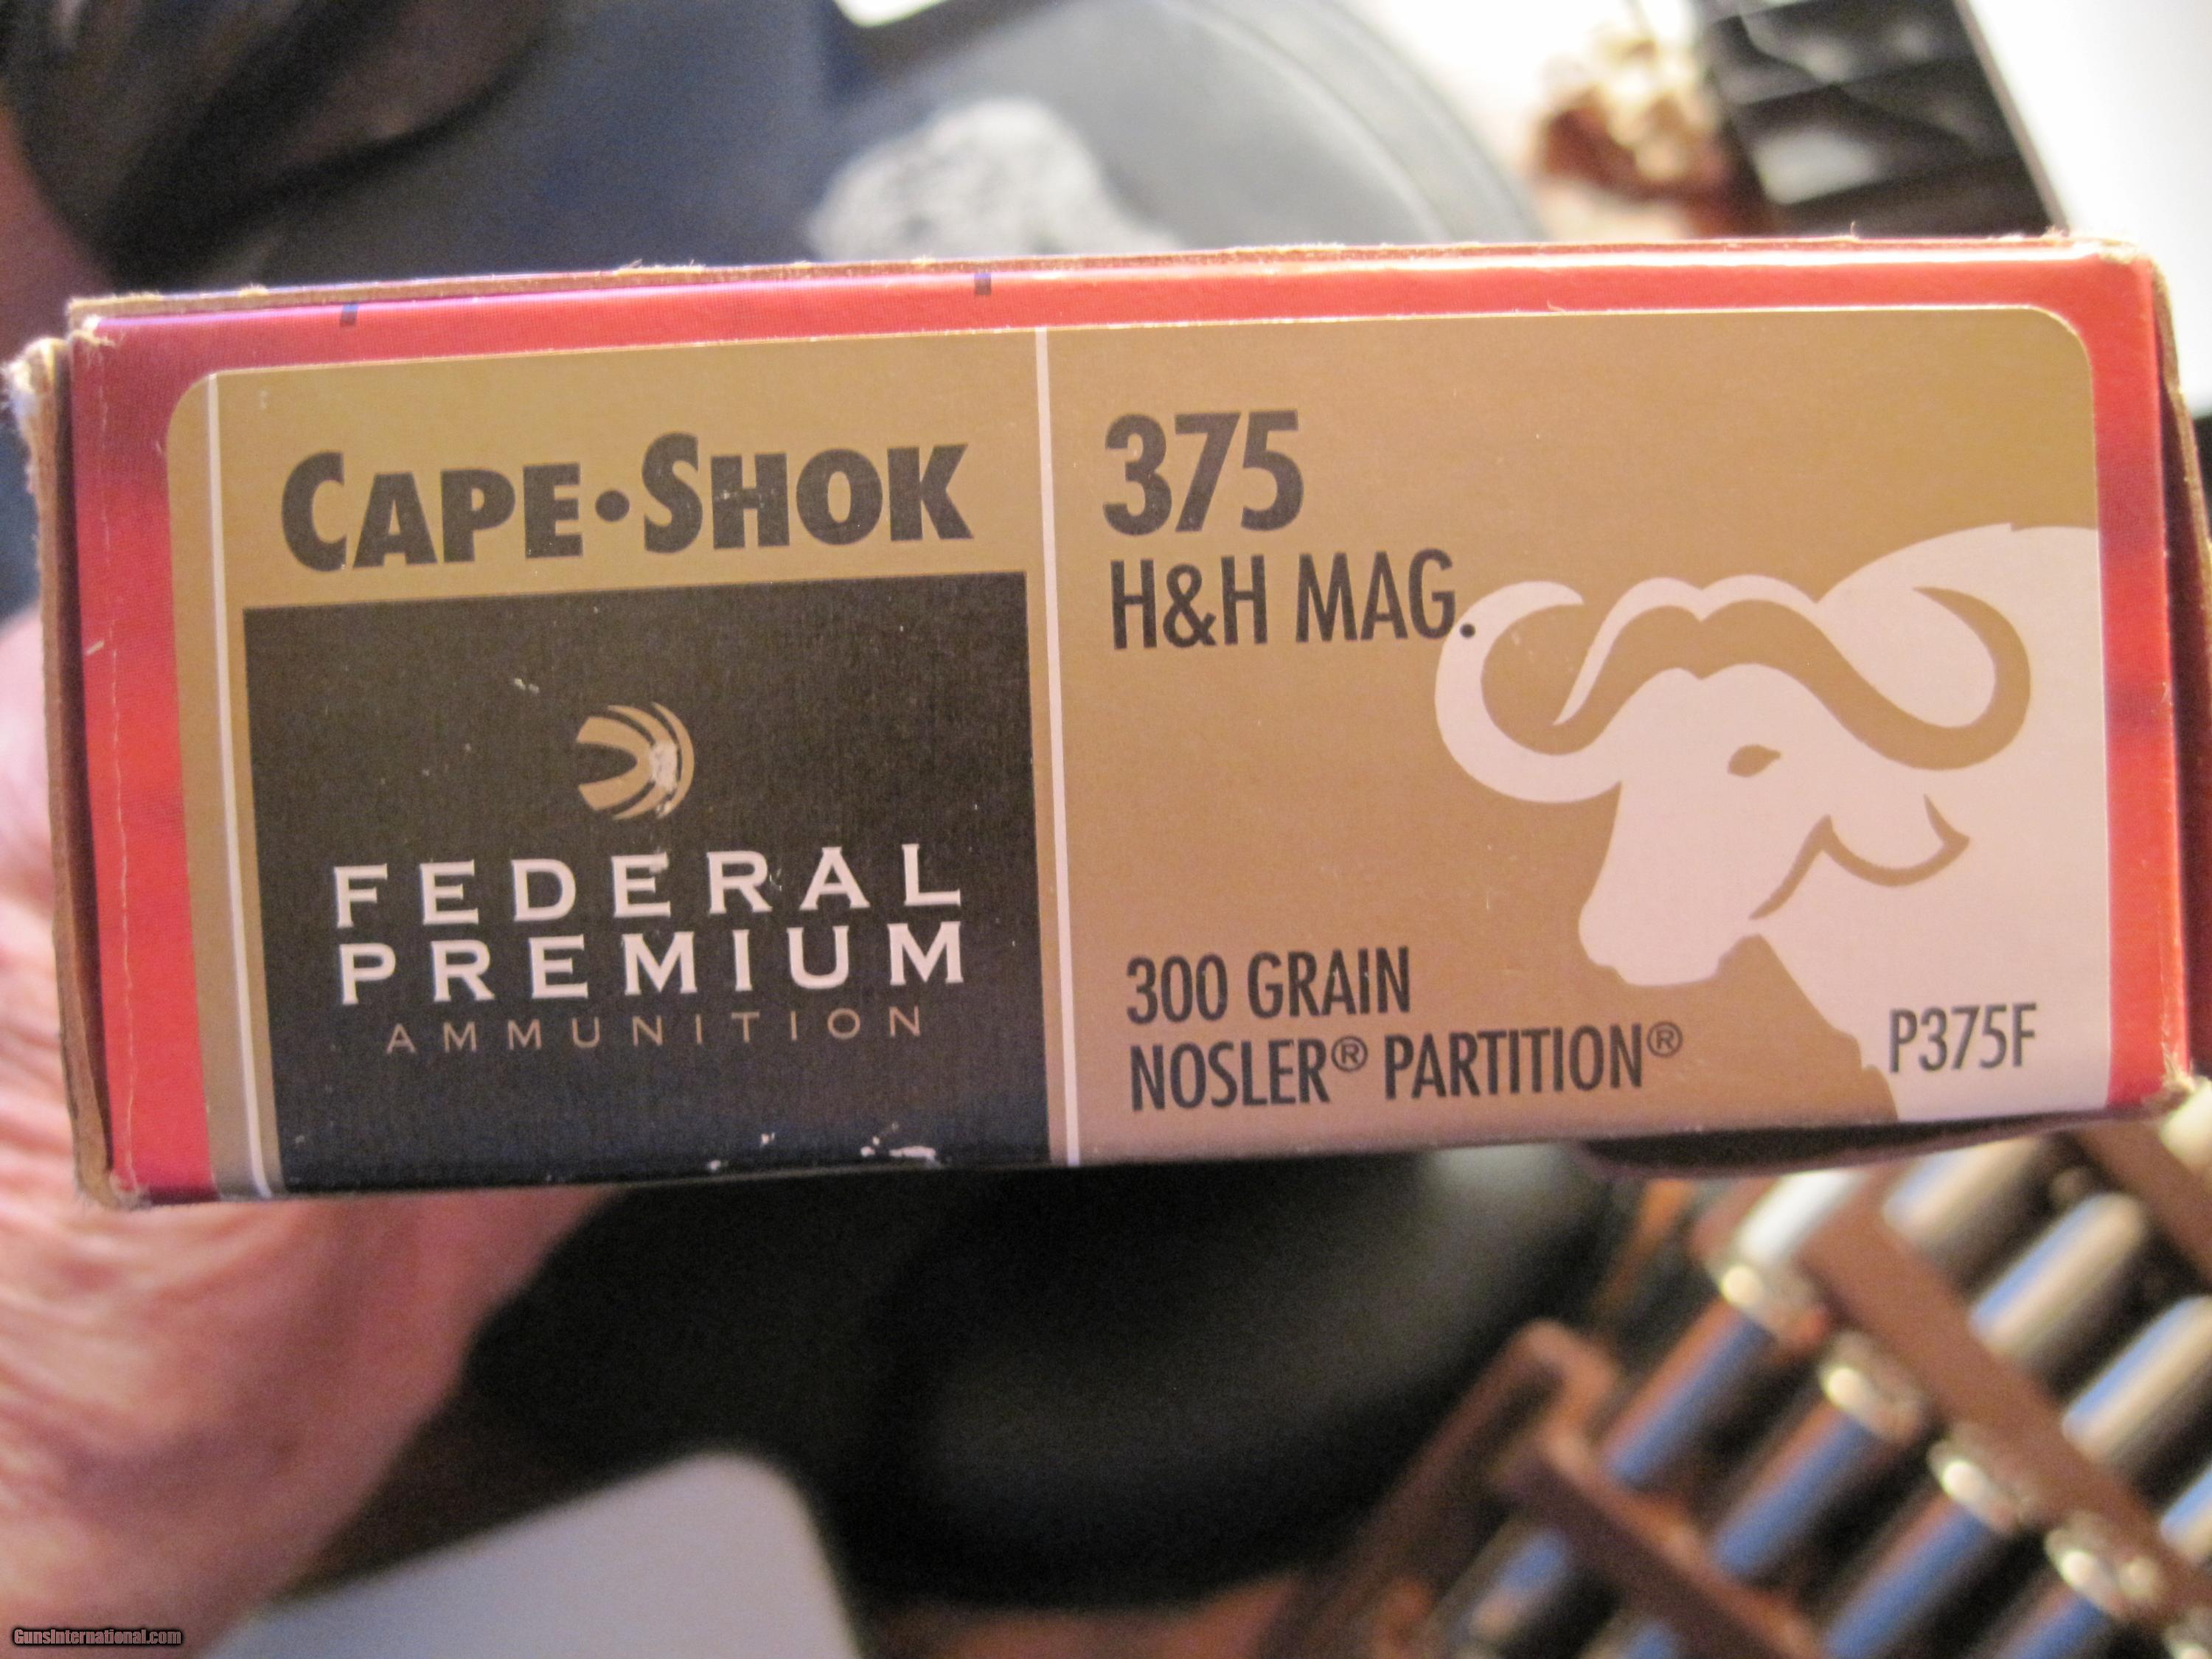 CAPE•SHOK
FEDERAL
PREMIUM
AMMUNITION
375
H&H MAG.
300 GRAIN
NOSLER® PARTITION®
P375F
GunsInternational.com